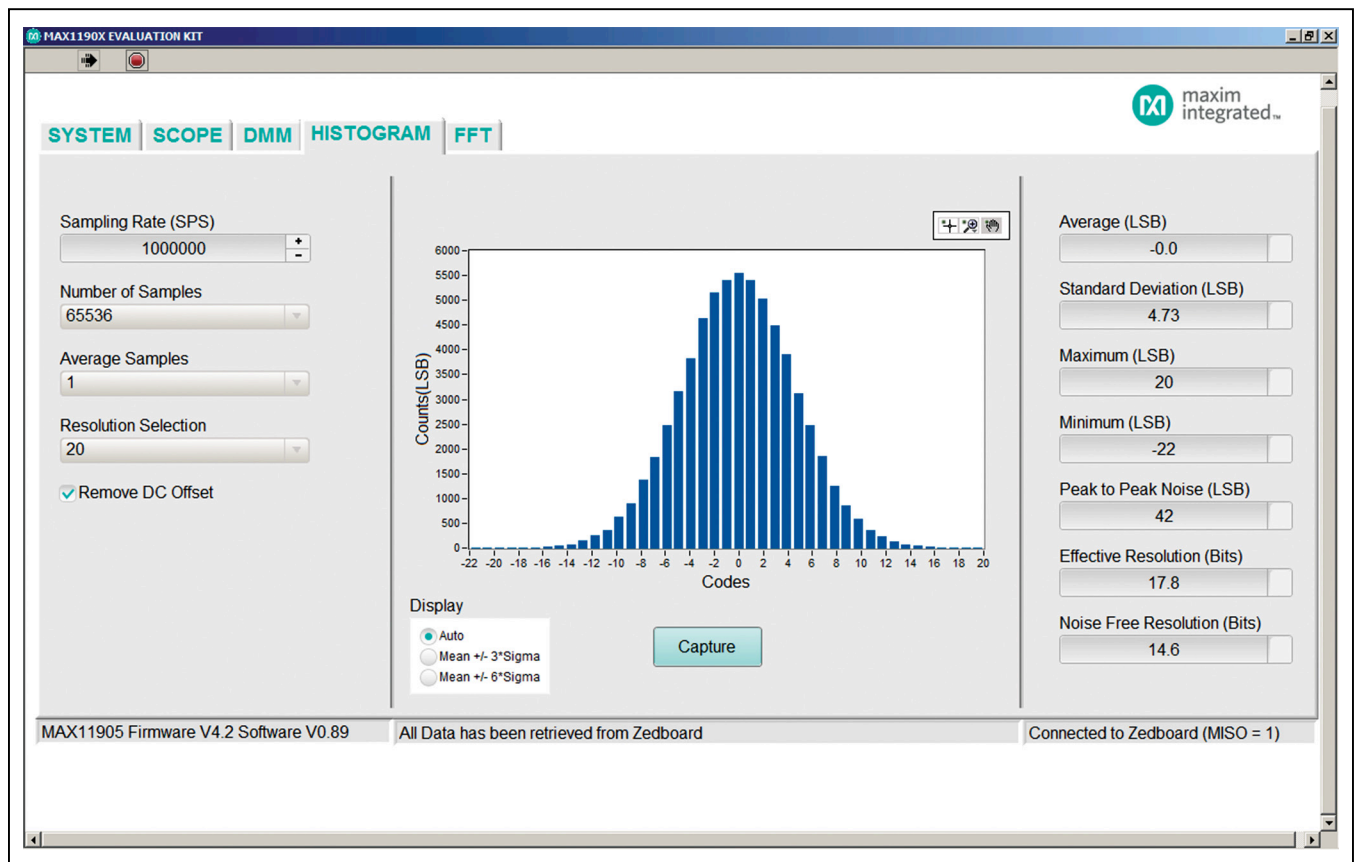 MAX1190X EVALUATION KIT
maxim
integrated™
SYSTEM
SCOPE
DMM
HISTOGRAM
FFT
Sampling Rate (SPS)
1000000
+
-
Number of Samples
65536
Average Samples
1
Resolution Selection
20
Remove DC Offset
6000
5500
5000
4500
4000
3500
3000
2500
2000
1500
1000
500
0
Counts(LSB)
-22 -20 -18 -16 -14 -12 -10 -8 -6 -4 -2 0 2 4 6 8 10 12 14 16 18 20
Codes
Display
Auto
Mean +/- 3*Sigma
Mean +/- 6*Sigma
Capture
Average (LSB)
-0.0
Standard Deviation (LSB)
4.73
Maximum (LSB)
20
Minimum (LSB)
-22
Peak to Peak Noise (LSB)
42
Effective Resolution (Bits)
17.8
Noise Free Resolution (Bits)
14.6
MAX11905 Firmware V4.2 Software V0.89
All Data has been retrieved from Zedboard
Connected to Zedboard (MISO = 1)